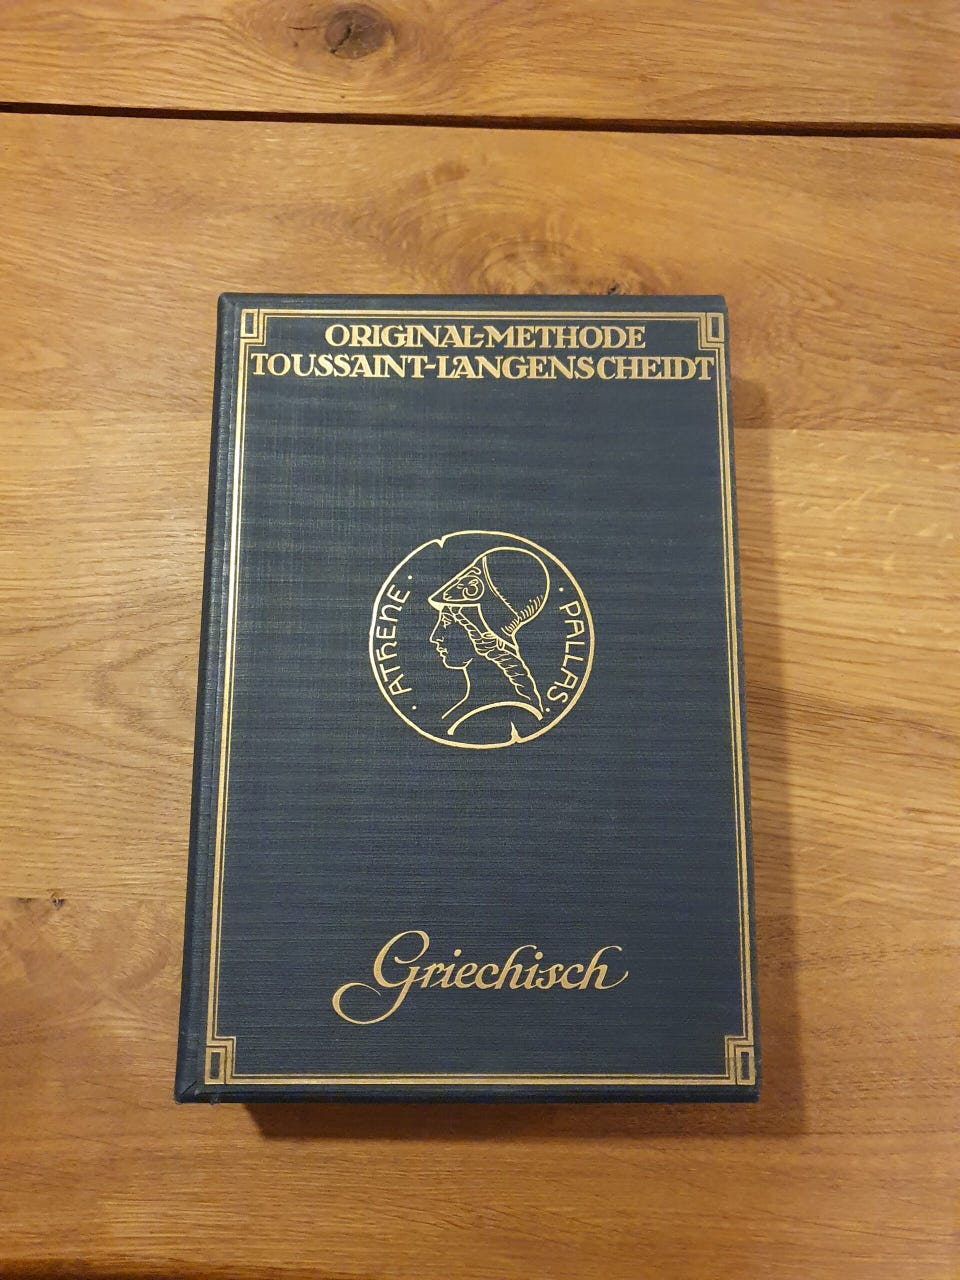 ORIGINAL-METHODE
TOUSSAINT-LANGENSCHEIDT
· ATHENE ·
· PALLAS ·
Griechisch